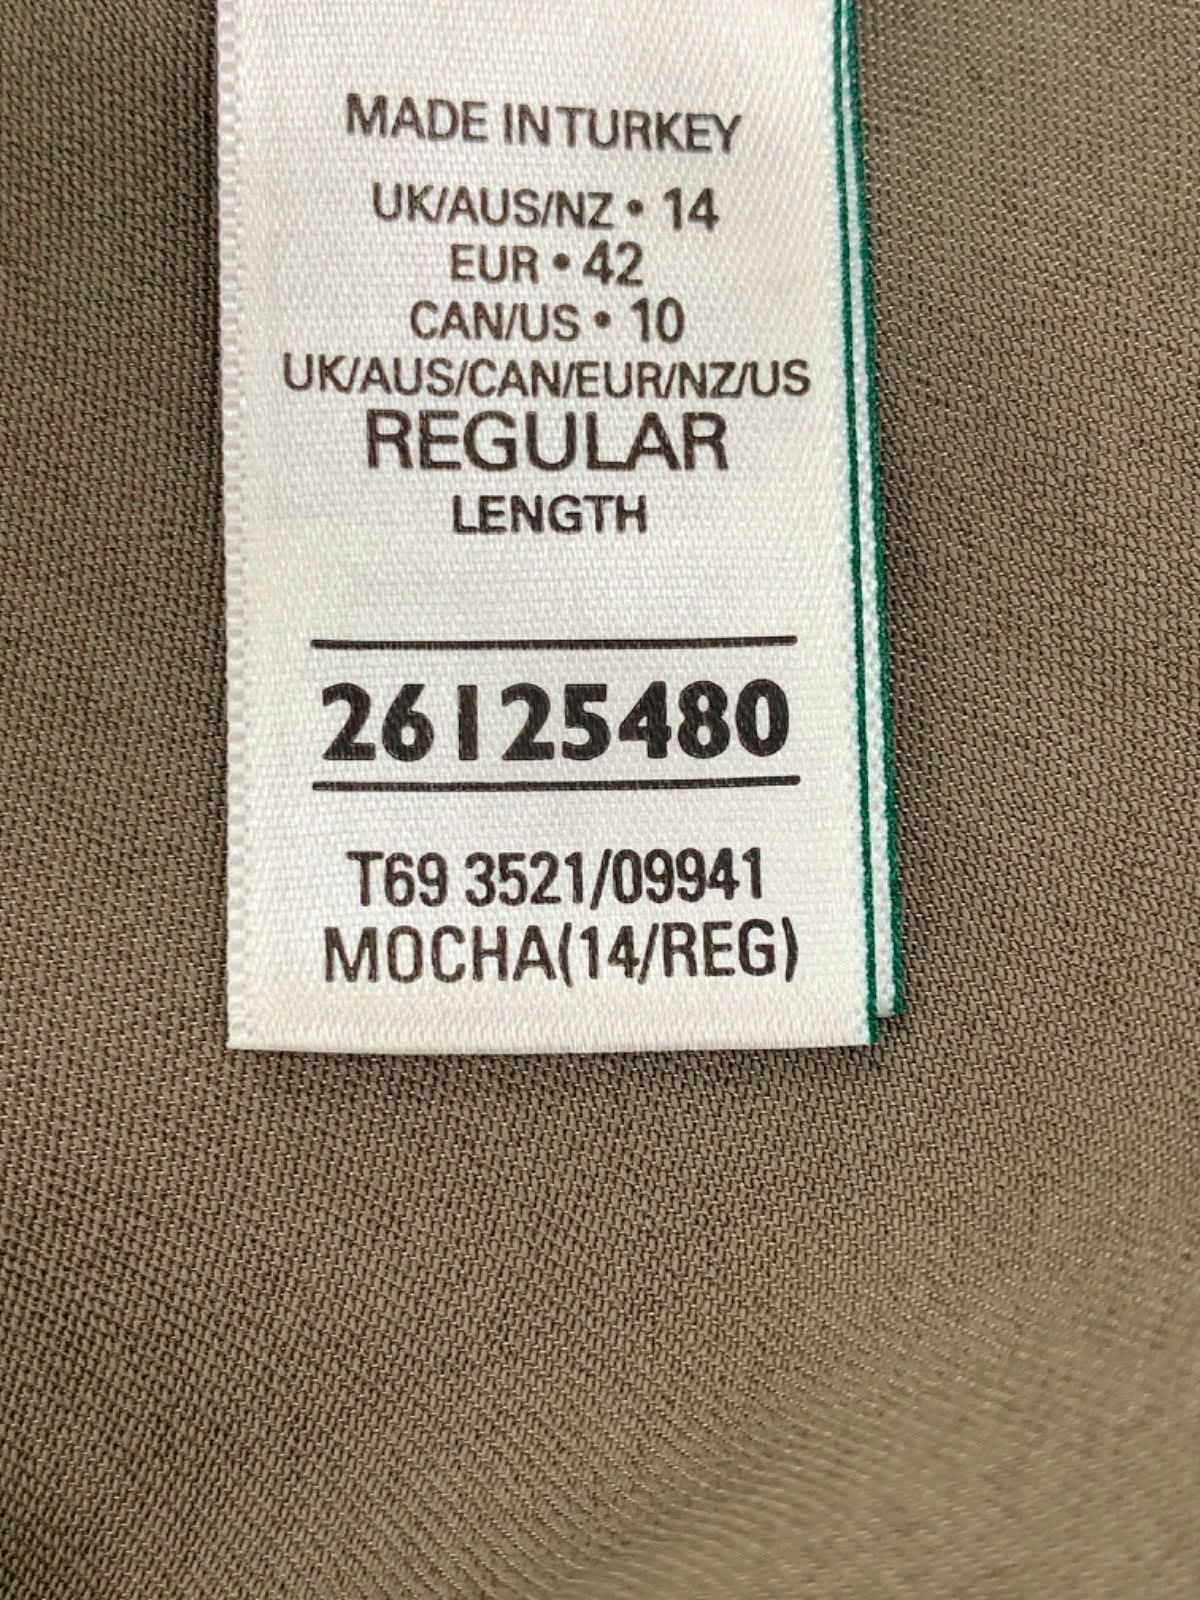 MADE IN TURKEY
UK/AUS/NZ • 14
EUR • 42
CAN/US • 10
UK/AUS/CAN/EUR/NZ/US
REGULAR
LENGTH
26125480
T69 3521/09941
MOCHA(14/REG)